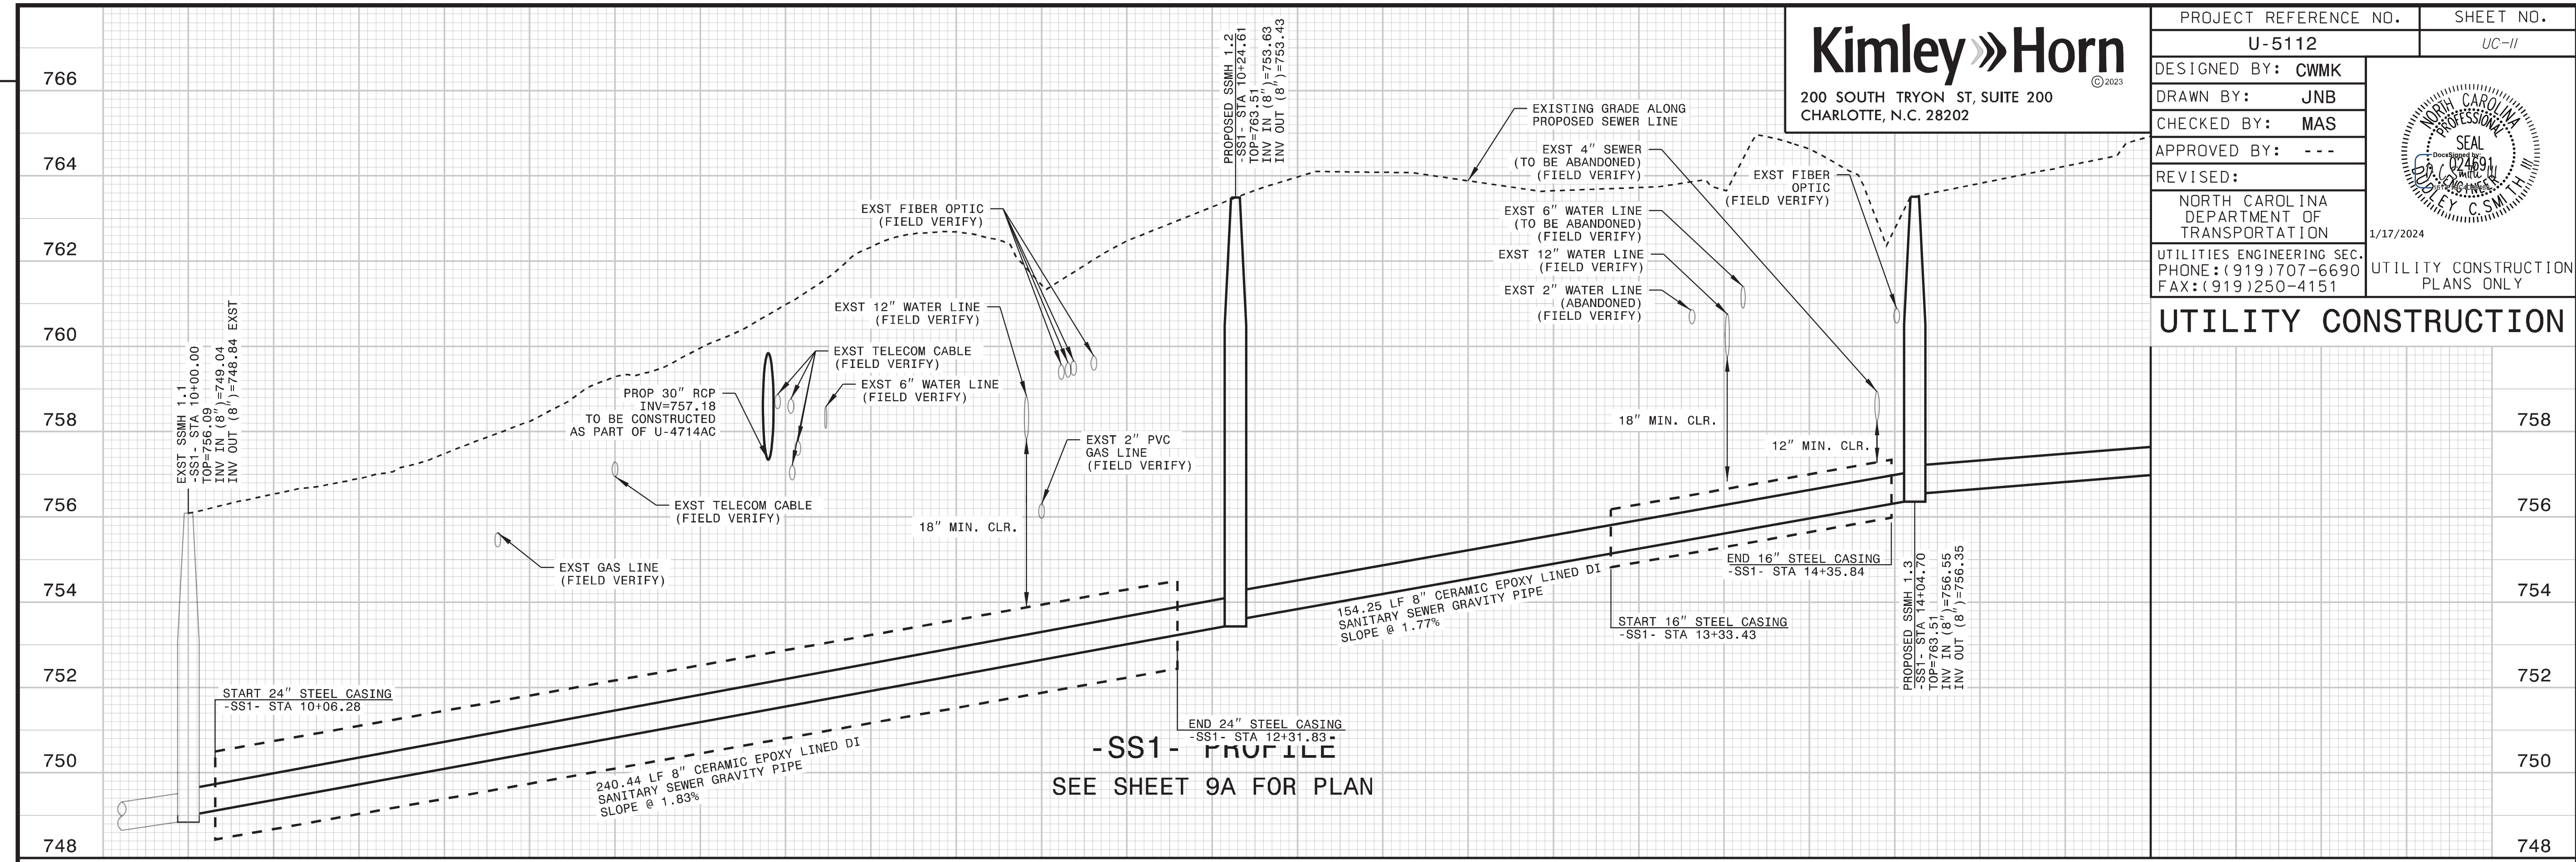 766
764
762
760
758
756
754
752
750
748
EXST SSMH 1.1
-SS1- STA 10+00.00
TOP=756.09
INV IN (8")=749.04
INV OUT (8")=748.84 EXST
START 24" STEEL CASING
-SS1- STA 10+06.28
EXST GAS LINE
(FIELD VERIFY)
EXST TELECOM CABLE
(FIELD VERIFY)
PROP 30" RCP
INV=757.18
TO BE CONSTRUCTED
AS PART OF U-4714AC
EXST TELECOM CABLE
(FIELD VERIFY)
EXST 6" WATER LINE
(FIELD VERIFY)
EXST 12" WATER LINE
(FIELD VERIFY)
EXST FIBER OPTIC
(FIELD VERIFY)
EXST 2" PVC
GAS LINE
(FIELD VERIFY)
18" MIN. CLR.
240.44 LF 8" CERAMIC EPOXY LINED DI
SANITARY SEWER GRAVITY PIPE
SLOPE @ 1.83%
PROPOSED SSMH 1.2
-SS1- STA 10+24.61
TOP=763.51
INV IN (8")=753.63
INV OUT (8")=753.43
END 24" STEEL CASING
-SS1- STA 12+31.83
-SS1- PROFILE
SEE SHEET 9A FOR PLAN
154.25 LF 8" CERAMIC EPOXY LINED DI
SANITARY SEWER GRAVITY PIPE
SLOPE @ 1.77%
EXISTING GRADE ALONG
PROPOSED SEWER LINE
EXST 4" SEWER
(TO BE ABANDONED)
(FIELD VERIFY)
EXST 6" WATER LINE
(TO BE ABANDONED)
(FIELD VERIFY)
EXST 12" WATER LINE
(FIELD VERIFY)
EXST 2" WATER LINE
(ABANDONED)
(FIELD VERIFY)
EXST FIBER
OPTIC
(FIELD VERIFY)
18" MIN. CLR.
12" MIN. CLR.
START 16" STEEL CASING
-SS1- STA 13+33.43
END 16" STEEL CASING
-SS1- STA 14+35.84
PROPOSED SSMH 1.3
-SS1- STA 14+04.70
TOP=763.51
INV IN (8")=756.55
INV OUT (8")=756.35
Kimley Horn
© 2023
200 SOUTH TRYON ST, SUITE 200
CHARLOTTE, N.C. 28202
PROJECT REFERENCE NO.
SHEET NO.
U-5112
UC-11
DESIGNED BY: CWMK
DRAWN BY: JNB
CHECKED BY: MAS
APPROVED BY: ---
REVISED:
NORTH CAROLINA
DEPARTMENT OF
TRANSPORTATION
UTILITIES ENGINEERING SEC.
PHONE:(919)707-6690
FAX:(919)250-4151
NORTH CAROLINA
PROFESSIONAL
SEAL
DocuSigned by:
024691
ENGINEER
DUDLEY C.SMITH III
1/17/2024
UTILITY CONSTRUCTION
PLANS ONLY
UTILITY CONSTRUCTION
758
756
754
752
750
748